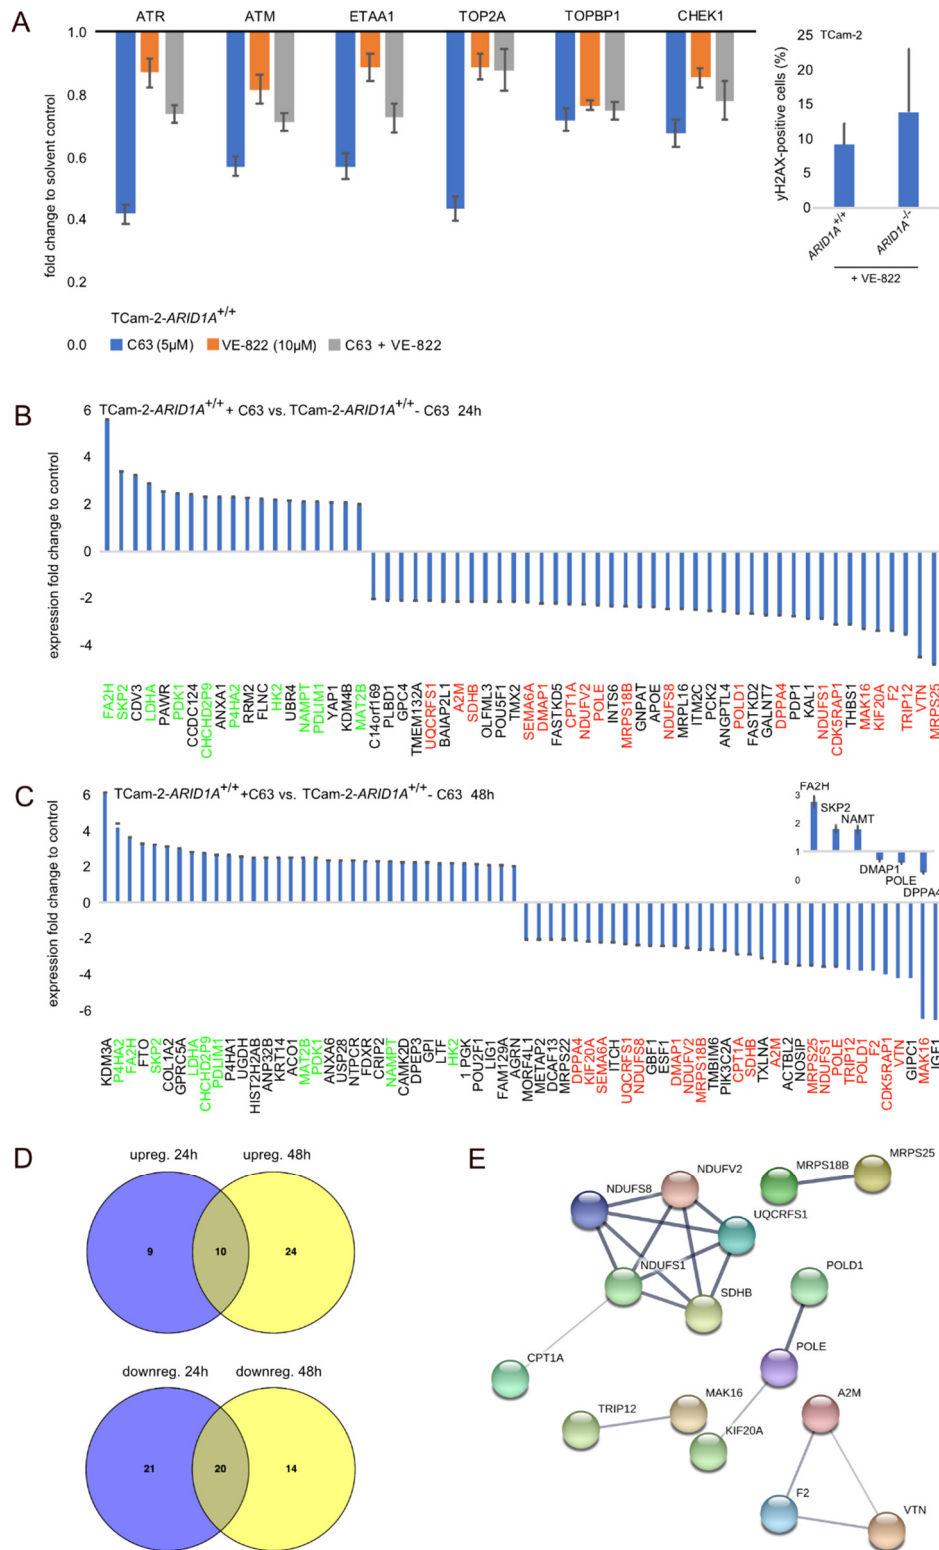 A
ATR ATM ETAA1 TOP2A TOPBP1 CHEK1
1.0
0.8
0.6
0.4
0.2
0.0
fold change to solvent control
TCam-2-ARID1A+/+
C63 (5µM) VE-822 (10µM) C63 + VE-822
TCam-2
25
20
15
10
5
0
yH2AX-positive cells (%)
ARID1A+/+
ARID1A-/-
+ VE-822
B
TCam-2-ARID1A+/+ + C63 vs. TCam-2-ARID1A+/+ - C63 24h
6
4
2
0
-2
-4
expression fold change to control
FA2H
SKP2
CDV3
LDHA
PAWR
PDK1
CCDC124
CHCHD2P9
ANXA1
P4HA2
RRM2
FLNC
HK2
UBR4
NAMPT
PDLIM1
YAP1
KDM4B
MAT2B
C14orf169
PLBD1
GPC4
TMEM132A
UQCRFS1
BAIAP2L1
A2M
SDHB
OLFML3
POU5F1
TMX2
SEMA6A
DMAP1
FASTKD5
CPT1A
NDUFV2
POLE
INTS6
MRPS18B
GNPAT
APOE
NDUFS8
MRPL16
ITM2C
PCK2
ANGPTL4
POLD1
FASTKD2
GALNT7
DPPA4
PDP1
KAL1
NDUFS1
CDK5RAP1
THBS1
MAK16
KIF20A
F2
TRIP12
VTN
MRPS25
C
TCam-2-ARID1A+/+ +C63 vs. TCam-2-ARID1A+/+ - C63 48h
6
4
2
0
-2
-4
-6
expression fold change to control
3
2
1
0
FA2H
SKP2
NAMT
DMAP1
POLE
DPPA4
KDM3A
P4HA2
FA2H
FTO
SKP2
COL1A2
GPRC5A
LDHA
CHCHD2P9
PDLIM1
P4HA1
UGDH
HIST2H2AB
ANP32B
KRT14
ACO1
MAT2B
PDK1
ANXA6
USP28
NTPCR
FDXR
CRIP2
NAMPT
CAMK2D
DPEP3
GPI
LTF
HK2
1 PGK
POU2F1
LIG1
FAM129A
AGRN
MORF4L1
METAP2
DCAF13
MRPS22
DPPA4
KIF20A
SEMA6A
ITCH
UQCRFS1
NDUFS8
GBF1
ESF1
DMAP1
NDUFV2
MRPS18B
TMBIM6
PIK3C2A
CPT1A
SDHB
TXLNA
A2M
ACTBL2
NOSIP
MRPS25
NDUFS1
POLE
TRIP12
POLD1
F2
CDK5RAP1
VTN
GIPC1
MAK16
IGF1
D
upreg. 24h upreg. 48h
9 10 24
downreg. 24h downreg. 48h
21 20 14
E
NDUFS8
NDUFV2
UQCRFS1
NDUFS1
SDHB
CPT1A
MRPS18B
MRPS25
POLD1
POLE
KIF20A
TRIP12
MAK16
A2M
F2
VTN